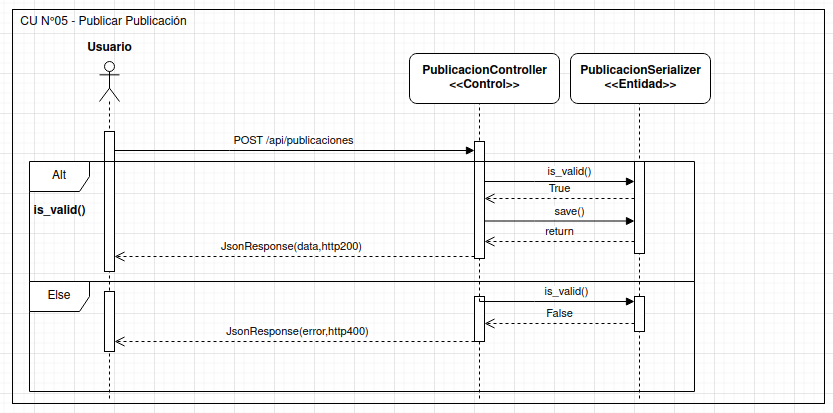 CU Nº05 - Publicar Publicación
Usuario
PublicacionController
<<Control>>
PublicacionSerializer
<<Entidad>>
POST /api/publicaciones
Alt
is_valid()
is_valid()
True
save()
return
JsonResponse(data,http200)
Else
is_valid()
False
JsonResponse(error,http400)